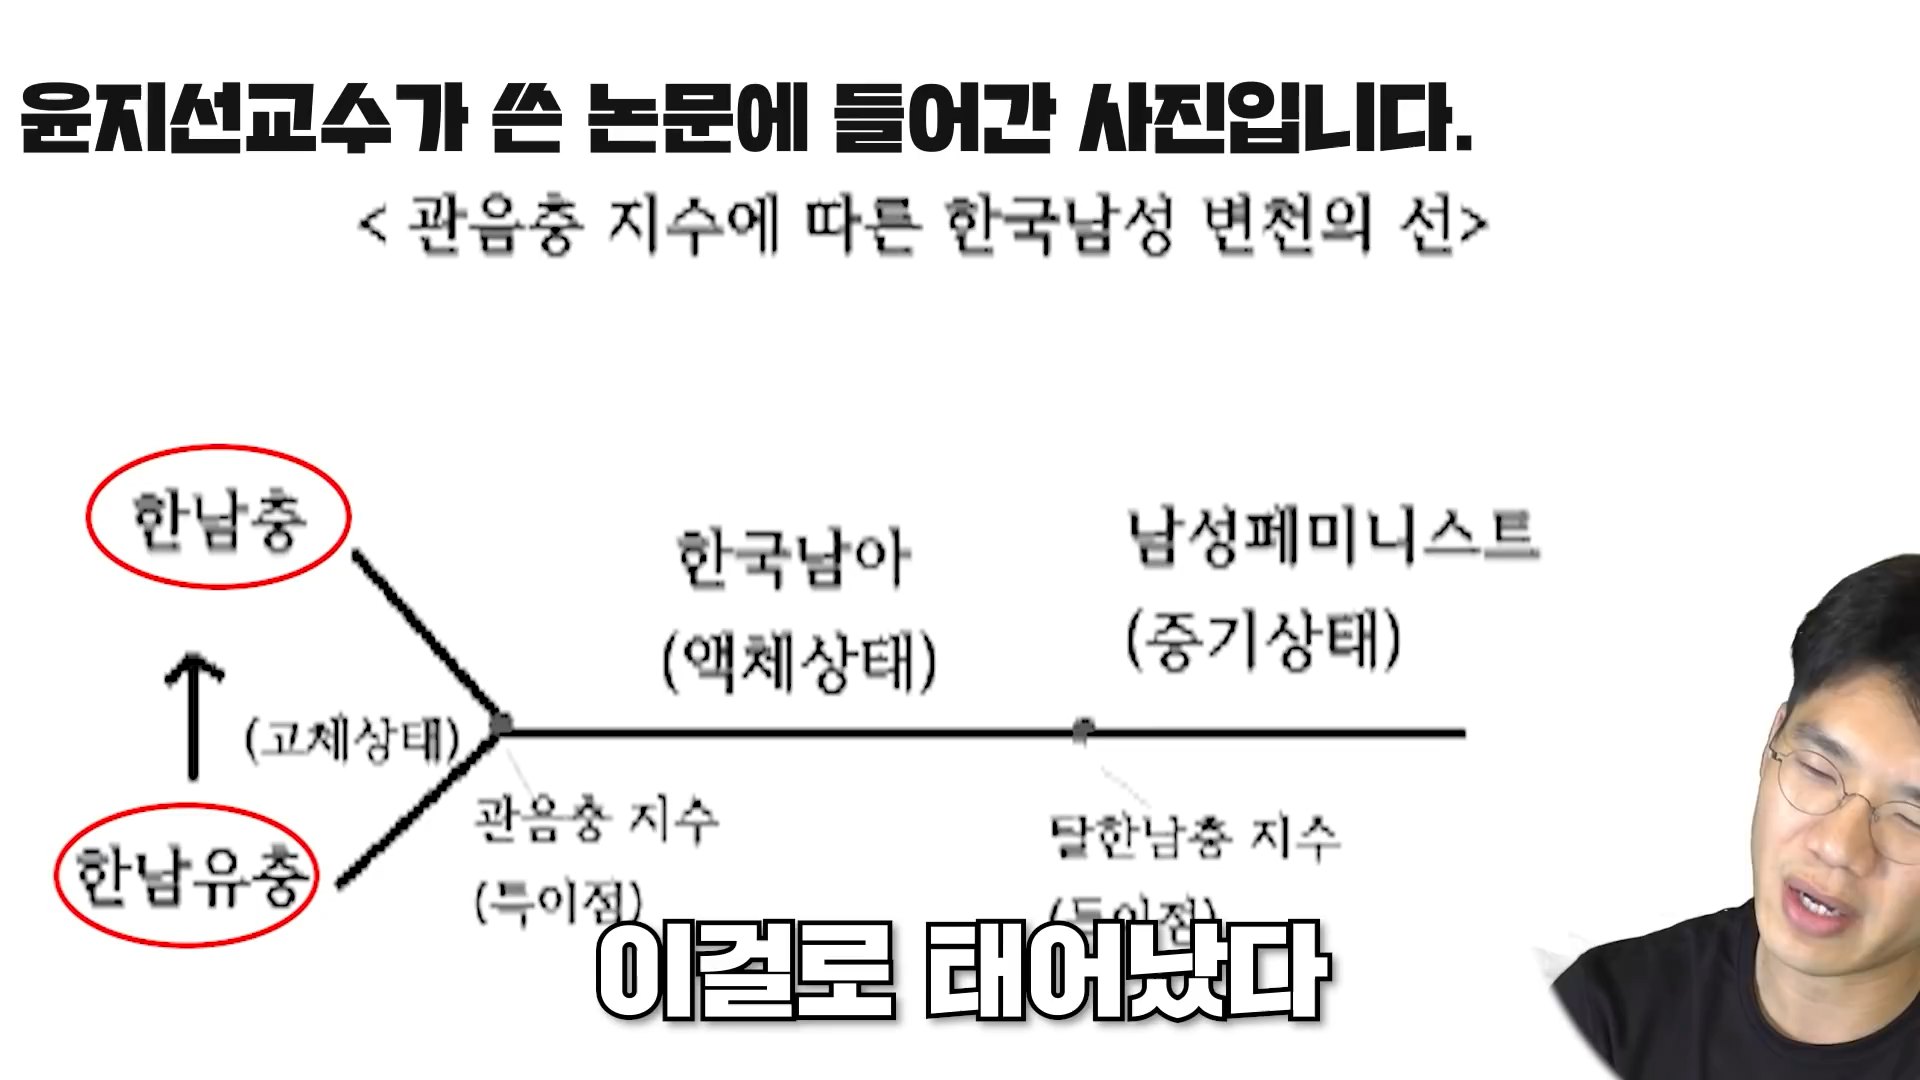 윤지선교수가 쓴 논문에 들어간 사진입니다.
< 관음충 지수에 따른 한국남성 변천의 선>
한남충
한국남아
(액체상태)
남성페미니스트
(증기상태)
(고체상태)
한남유충
관음충 지수
(특이점)
탈한남충 지수
(특이점)
이걸로 태어났다